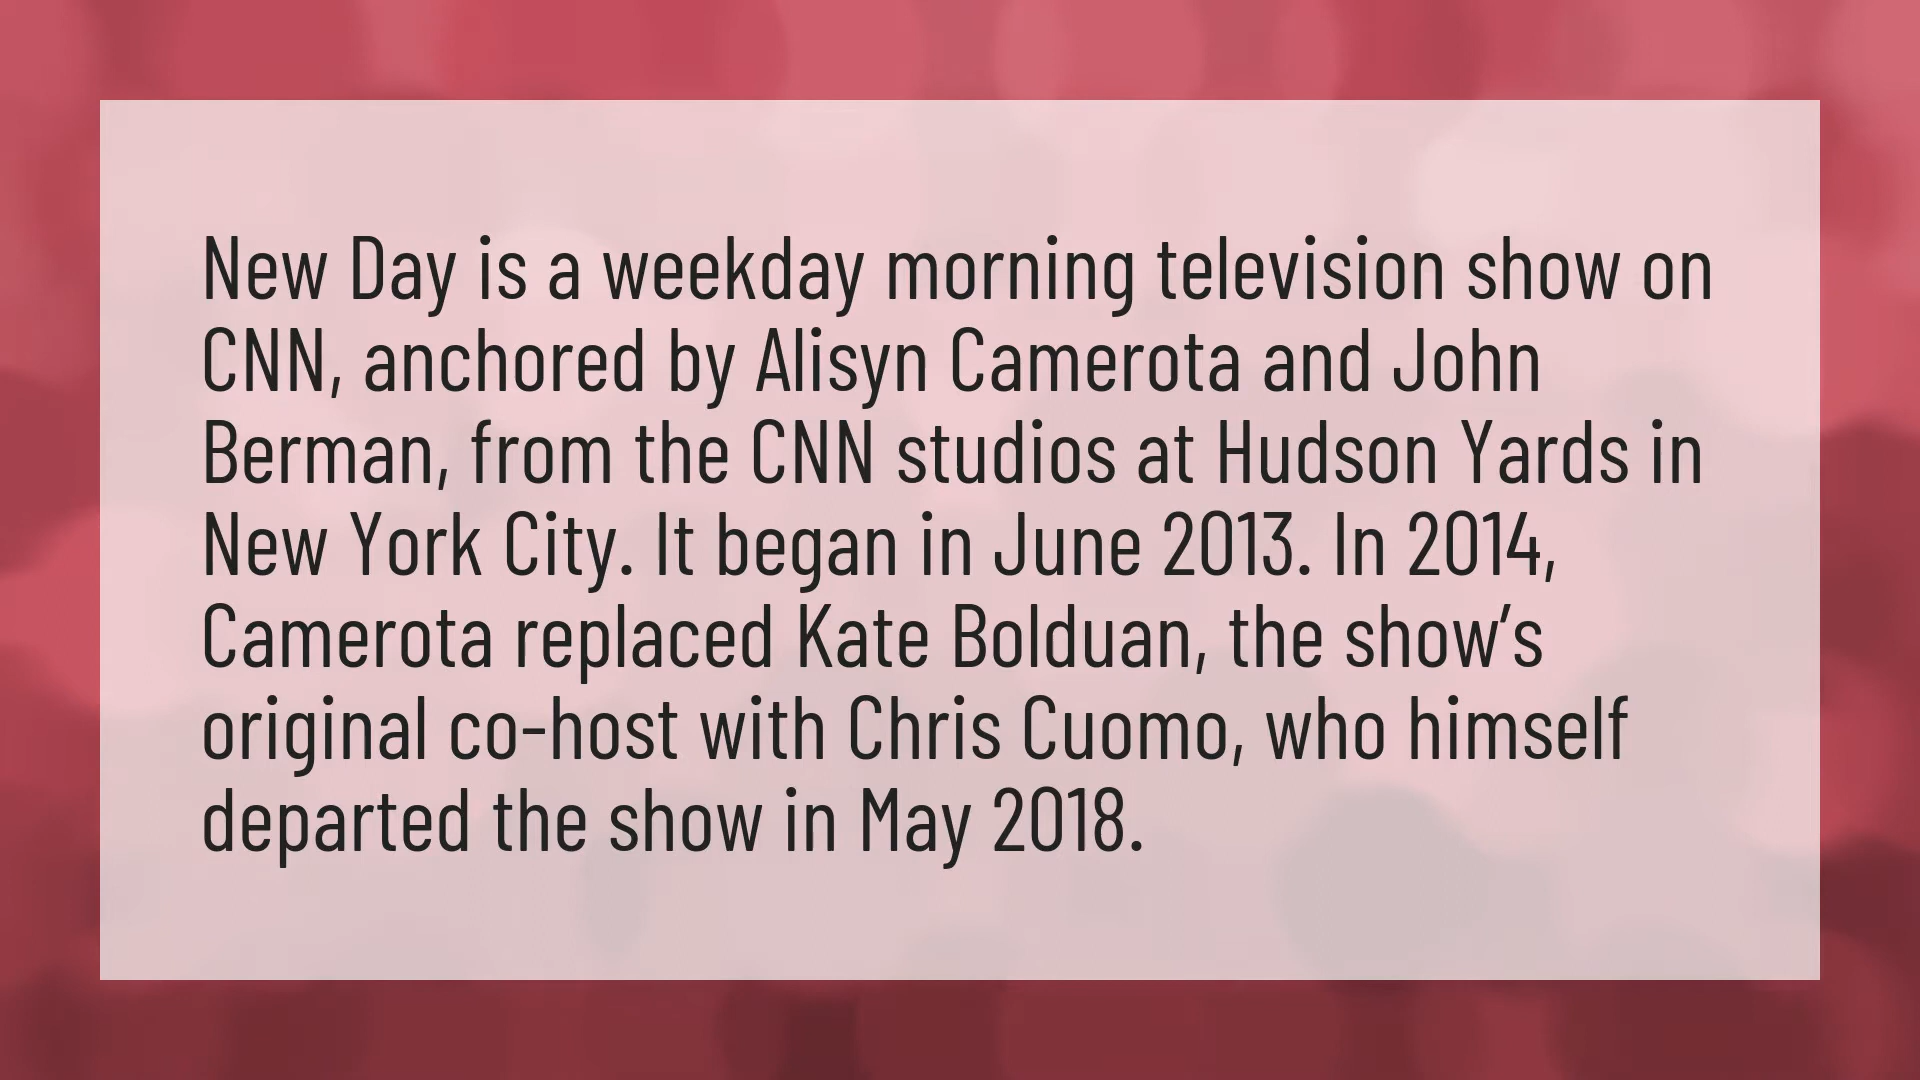 New Day is a weekday morning television show on
CNN, anchored by Alisyn Camerota and John
Berman, from the CNN studios at Hudson Yards in
New York City. It began in June 2013. In 2014,
Camerota replaced Kate Bolduan, the show’s
original co-host with Chris Cuomo, who himself
departed the show in May 2018.